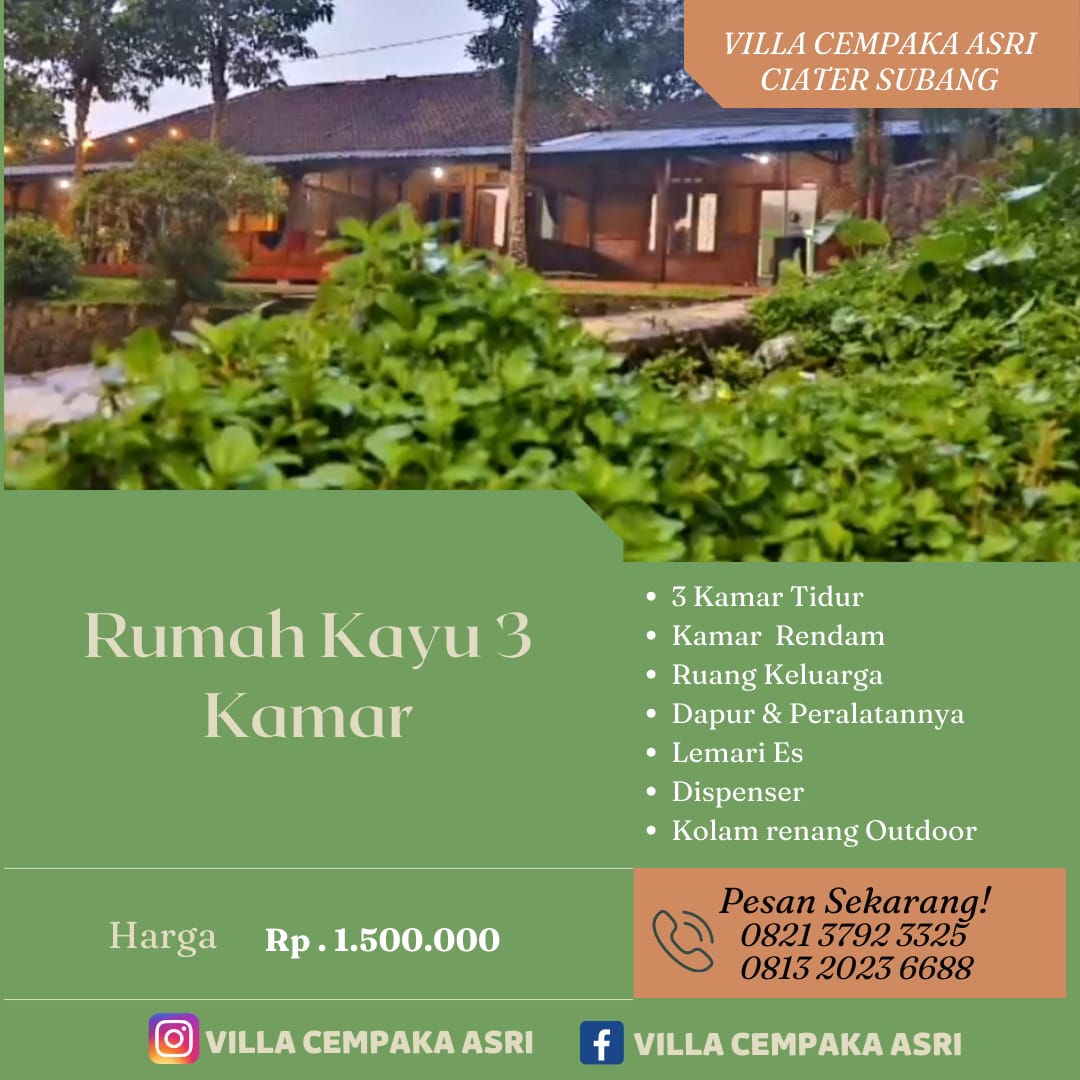 VILLA CEMPAKA ASRI
CIATER SUBANG
Rumah Kayu 3
Kamar
3 Kamar Tidur
Kamar Rendam
Ruang Keluarga
Dapur & Peralatannya
Lemari Es
Dispenser
Kolam renang Outdoor
Harga Rp . 1.500.000
Pesan Sekarang!
0821 3792 3325
0813 2023 6688
VILLA CEMPAKA ASRI
VILLA CEMPAKA ASRI